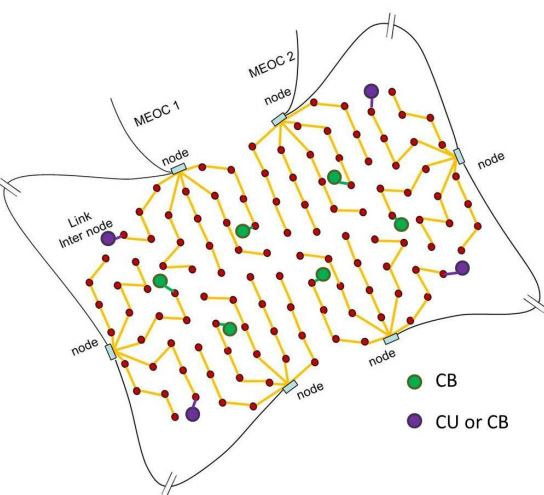 MEOC 2
node
MEOC 1
node
node
Link
Inter node
node
node
node
CB
CU or CB